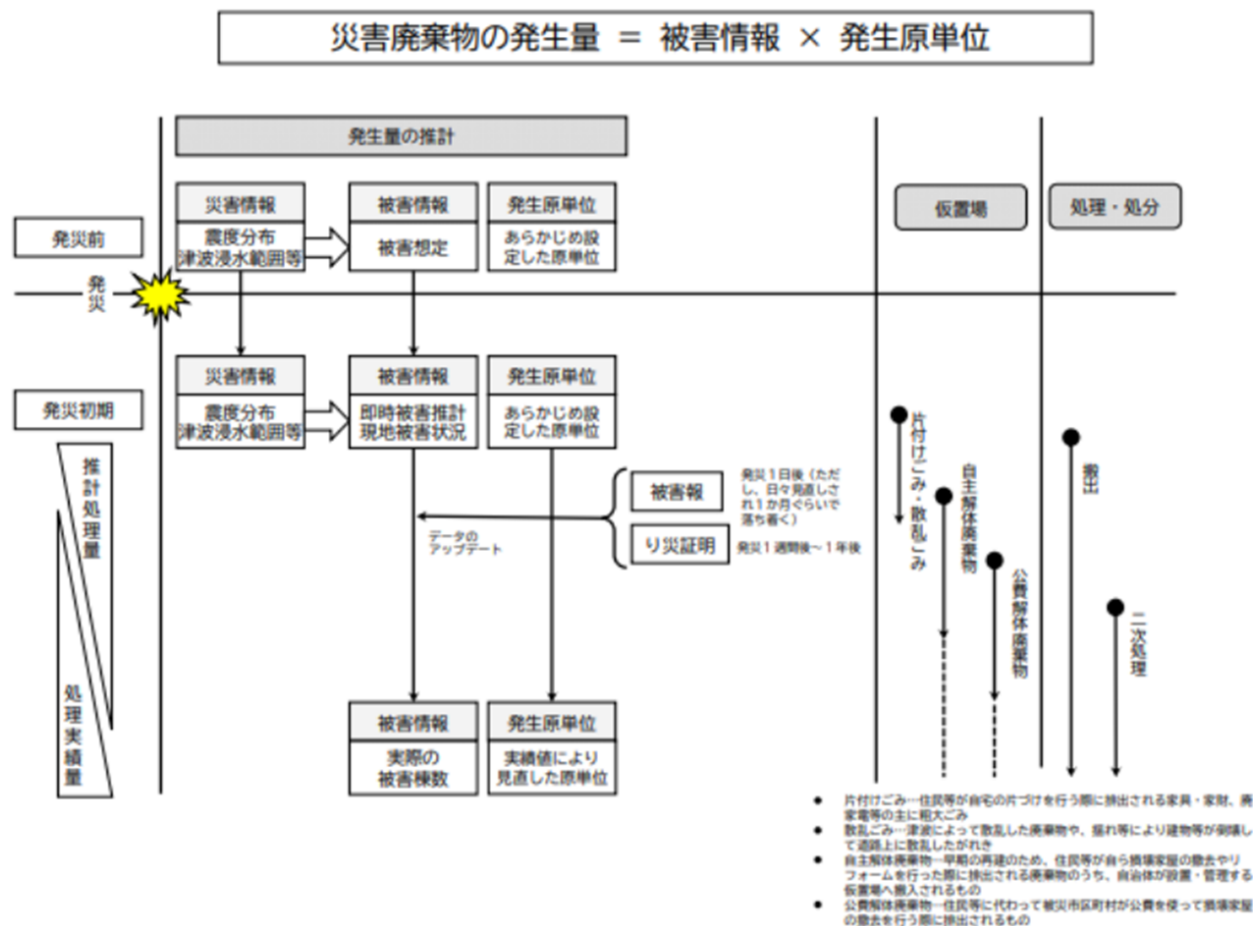 災害廃棄物の発生量 = 被害情報 × 発生原単位
発生量の推計
仮置場
処理・処分
発災前
災害情報
震度分布
津波浸水範囲等
被害情報
被害想定
発生原単位
あらかじめ設
定した原単位
発災
発災初期
災害情報
震度分布
津波浸水範囲等
被害情報
即時被害推計
現地被害状況
発生原単位
あらかじめ設
定した原単位
推計処理量
処理実績量
データの
アップデート
被害報
発災1日後(ただ
し、日々見直しさ
れ1か月ぐらいで
落ち着く)
り災証明
発災1週間後~1年後
被害情報
実際の
被害棟数
発生原単位
実績値により
見直した原単位
片付けごみ・散乱ごみ
自主解体廃棄物
公費解体廃棄物
搬出
二次処理
● 片付けごみ…住民等が自宅の片づけを行う際に排出される家具・家財、廃
家電等の主に粗大ごみ
● 散乱ごみ…津波によって散乱した廃棄物や、揺れ等により建物等が倒壊し
て道路上に散乱したがれき
● 自主解体廃棄物…早期の再建のため、住民等が自ら損壊家屋の撤去やリ
フォームを行った際に排出される廃棄物のうち、自治体が設置・管理する
仮置場へ搬入されるもの
● 公費解体廃棄物…住民等に代わって被災市区町村が公費を使って損壊家屋
の撤去を行う際に排出されるもの